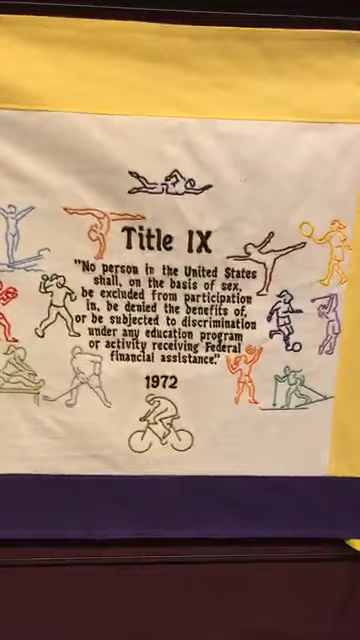 Title IX
"No person in the United States
shall, on the basis of sex,
be excluded from participation
in, be denied the benefits of,
or be subjected to discrimination
under any education program
or activity receiving Federal
financial assistance."
1972